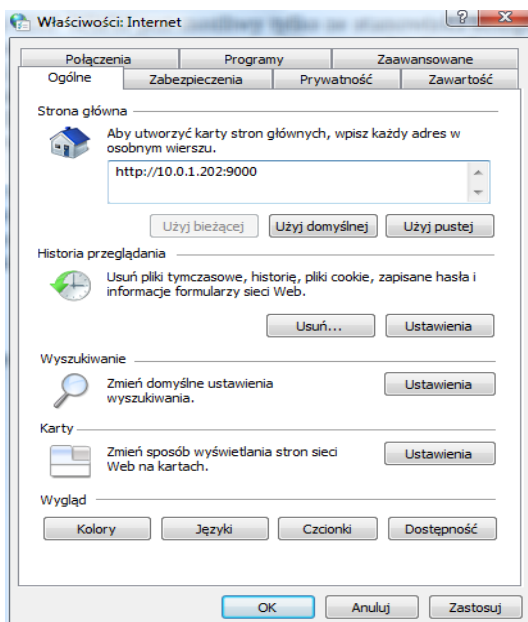 Właściwości: Internet
Połączenia Programy Zaawansowane
Ogólne Zabezpieczenia Prywatność Zawartość
Strona główna
Aby utworzyć karty stron głównych, wpisz każdy adres w
osobnym wierszu.
http://10.0.1.202:9000
Użyj bieżącej Użyj domyślnej Użyj pustej
Historia przeglądania
Usuń pliki tymczasowe, historię, pliki cookie, zapisane hasła i
informacje formularzy sieci Web.
Usuń... Ustawienia
Wyszukiwanie
Zmień domyślne ustawienia
wyszukiwania.
Ustawienia
Karty
Zmień sposób wyświetlania stron sieci
Web na kartach.
Ustawienia
Wygląd
Kolory Języki Czcionki Dostępność
OK Anuluj Zastosuj